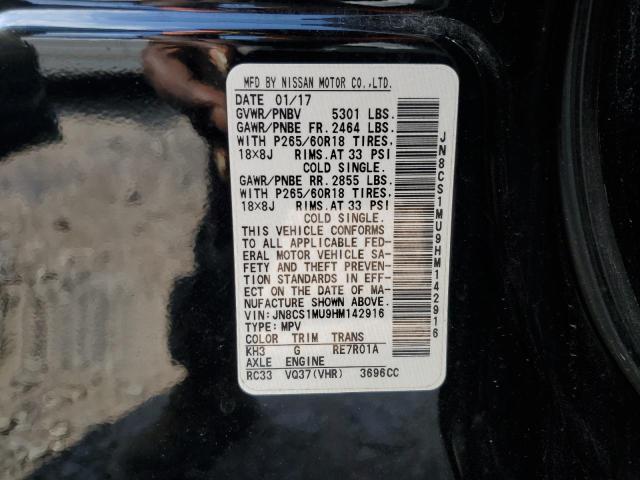 MFD BY NISSAN MOTOR CO.,LTD.
DATE 01/17
GVWR/PNBV 5301 LBS.
GAWR/PNBE FR. 2464 LBS.
WITH P265/60R18 TIRES,
18×8J RIMS.AT 33 PSI
COLD SINGLE.
GAWR/PNBE RR. 2855 LBS.
WITH P265/60R18 TIRES,
18×8J RIMS.AT 33 PSI
COLD SINGLE.
THIS VEHICLE CONFORMS
TO ALL APPLICABLE FED-
ERAL MOTOR VEHICLE SA-
FETY AND THEFT PREVEN-
TION STANDARDS IN EFF-
ECT ON THE DATE OF MA-
NUFACTURE SHOWN ABOVE.
VIN: JN8CS1MU9HM142916
TYPE: MPV
COLOR TRIM TRANS
KH3 G RE7R01A
AXLE ENGINE
RC33 VQ37(VHR) 3696CC
JN8CS1MU9HM142916